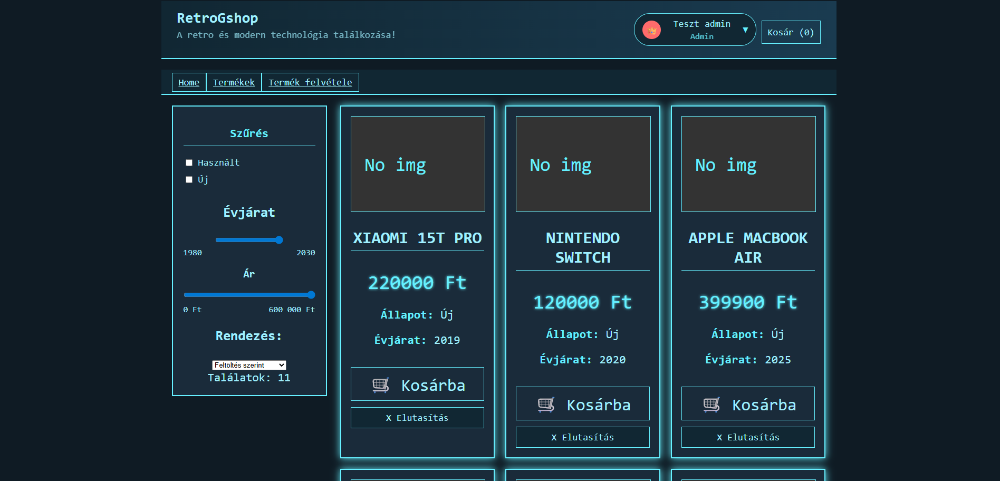 RetroGshop
A retro és modern technológia találkozása!
Teszt admin
Admin
▼
Kosár (0)
Home
Termékek
Termék felvétele
Szűrés
Használt
Új
Évjárat
1980
2030
Ár
0 Ft
600 000 Ft
Rendezés:
Feltöltés szerint
Találatok: 11
No img
XIAOMI 15T PRO
220000 Ft
Állapot: Új
Évjárat: 2019
Kosárba
X Elutasítás
No img
NINTENDO
SWITCH
120000 Ft
Állapot: Új
Évjárat: 2020
Kosárba
X Elutasítás
No img
APPLE MACBOOK
AIR
399900 Ft
Állapot: Új
Évjárat: 2025
Kosárba
X Elutasítás